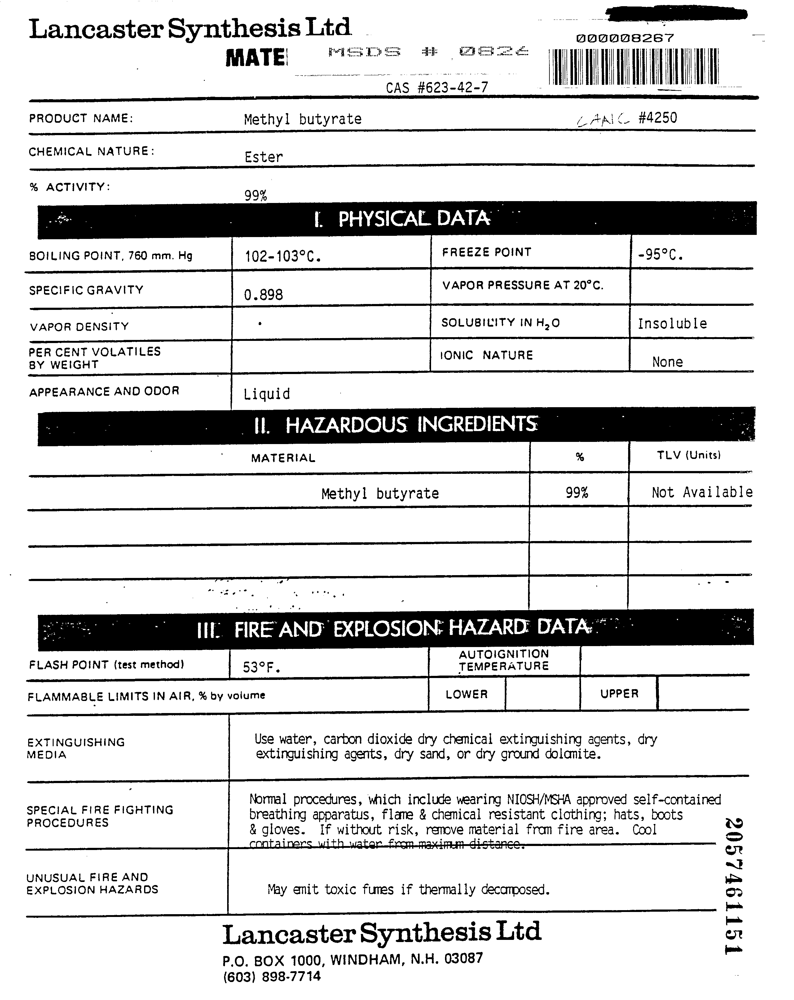 Lancaster Synthesis Ltd
000008267
MATE
MSDS # 0826
CAS #623-42-7
PRODUCT NAME: Methyl butyrate LANC #4250
CHEMICAL NATURE: Ester
% ACTIVITY: 99%
I. PHYSICAL DATA
BOILING POINT, 760 mm. Hg 102-103°C. FREEZE POINT -95°C.
SPECIFIC GRAVITY 0.898 VAPOR PRESSURE AT 20°C.
VAPOR DENSITY SOLUBILITY IN H₂O Insoluble
PER CENT VOLATILES
BY WEIGHT
IONIC NATURE None
APPEARANCE AND ODOR Liquid
II. HAZARDOUS INGREDIENTS
MATERIAL % TLV (Units)
Methyl butyrate 99% Not Available
III. FIRE AND EXPLOSION HAZARD DATA
FLASH POINT (test method) 53°F.
AUTOIGNITION
TEMPERATURE
FLAMMABLE LIMITS IN AIR, % by volume LOWER UPPER
EXTINGUISHING
MEDIA
Use water, carbon dioxide dry chemical extinguishing agents, dry
extinguishing agents, dry sand, or dry ground dolomite.
SPECIAL FIRE FIGHTING
PROCEDURES
Normal procedures, which include wearing NIOSH/MSHA approved self-contained
breathing apparatus, flame & chemical resistant clothing; hats, boots
& gloves. If without risk, remove material from fire area. Cool
containers with water from maximum distance.
UNUSUAL FIRE AND
EXPLOSION HAZARDS
May emit toxic fumes if thermally decomposed.
2057461151
Lancaster Synthesis Ltd
P.O. BOX 1000, WINDHAM, N.H. 03087
(603) 898-7714